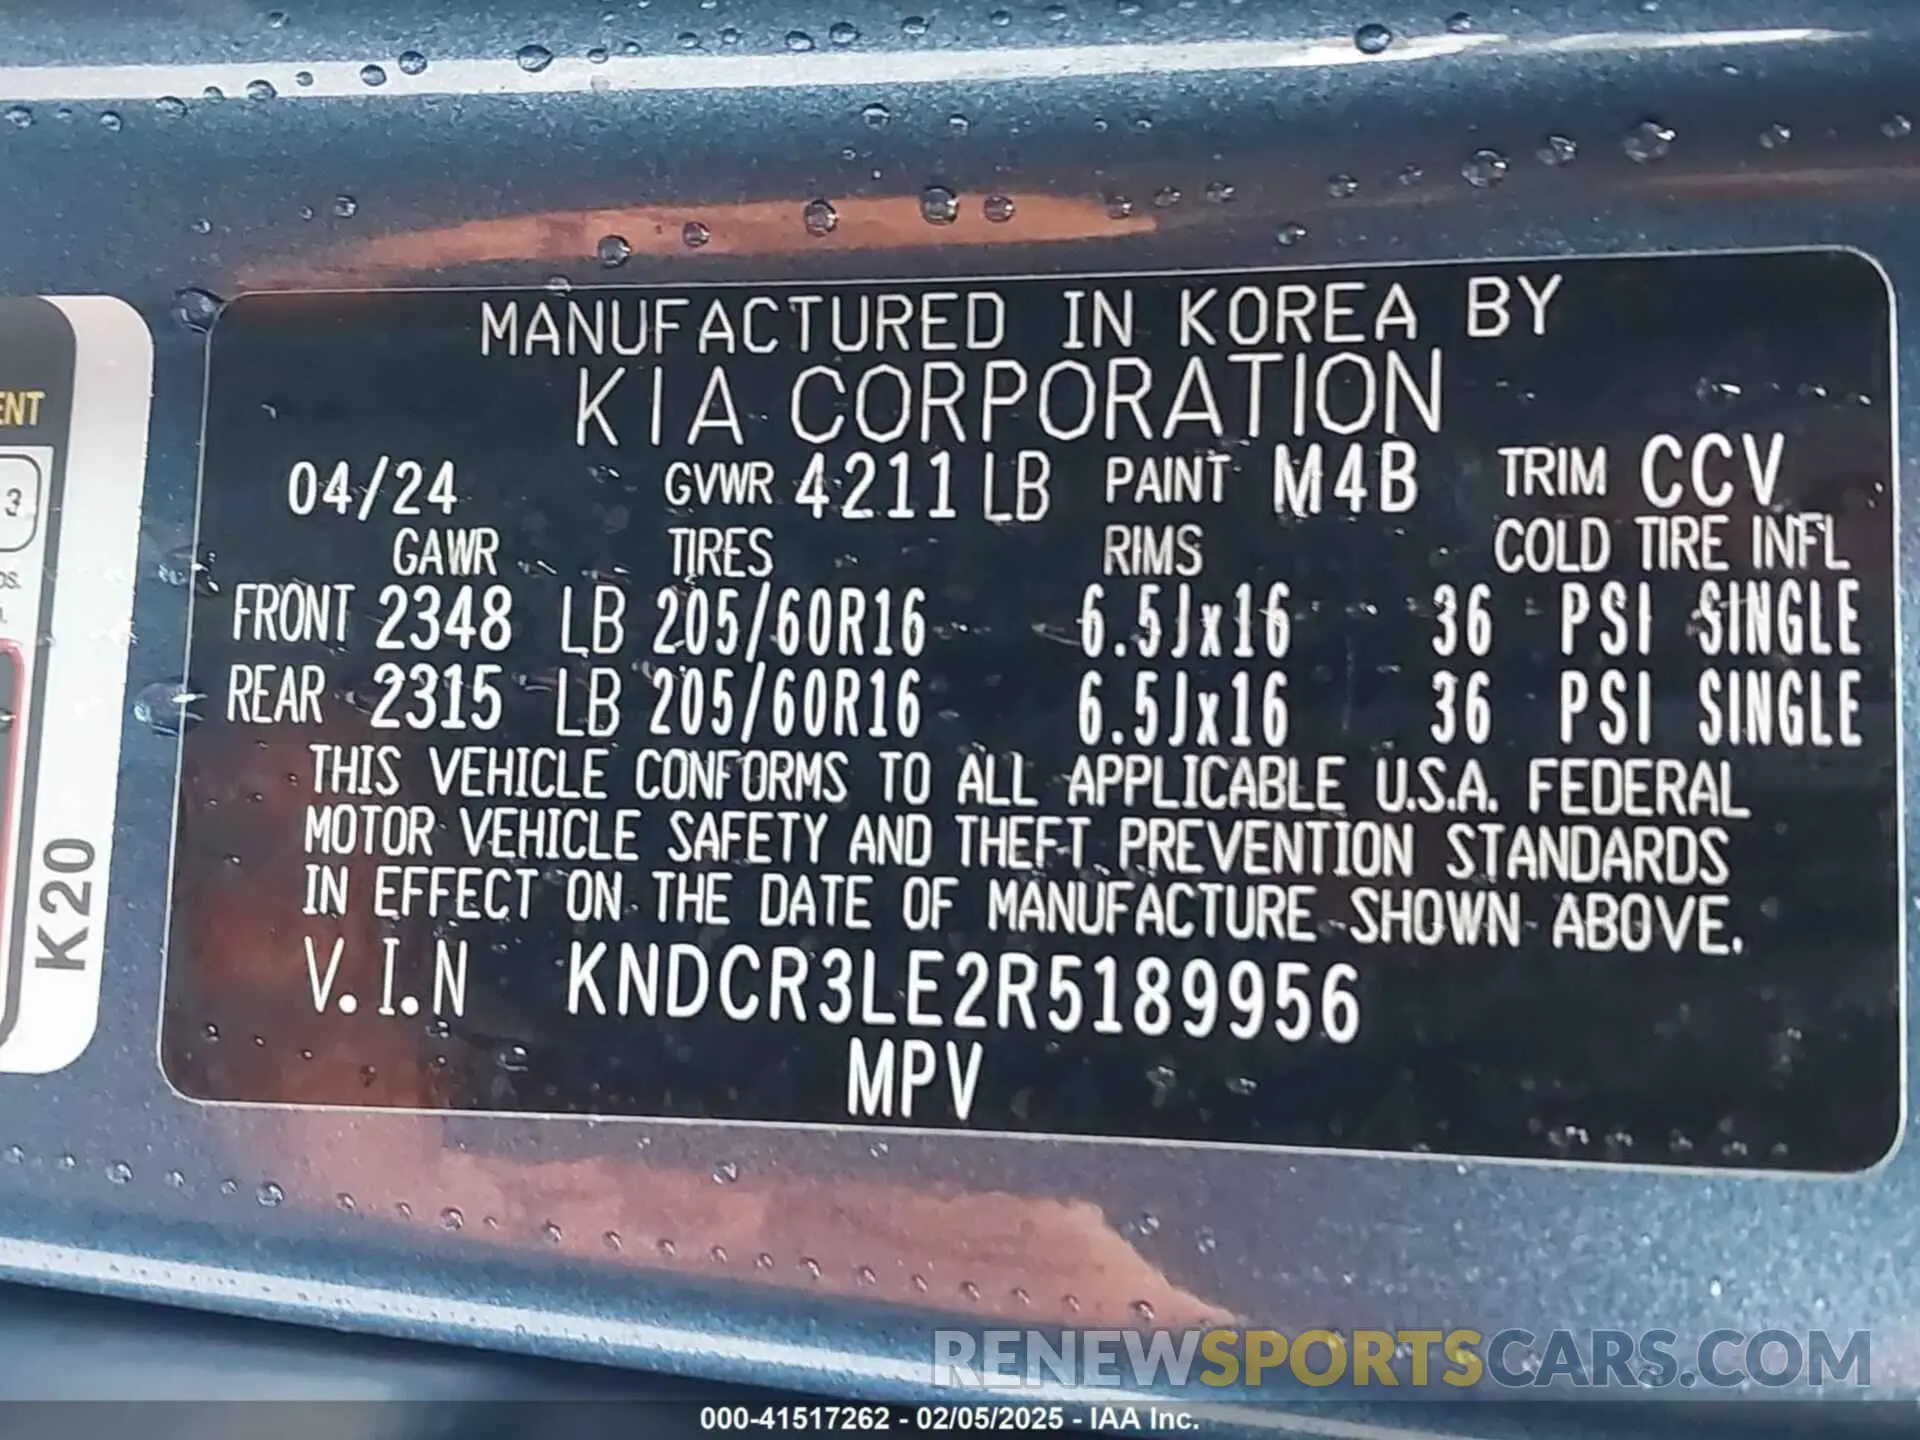 MANUFACTURED IN KOREA BY
KIA CORPORATION
04/24 GVWR 4211 LB PAINT M4B TRIM CCV
GAWR TIRES RIMS COLD TIRE INFL
FRONT 2348 LB 205/60R16 6.5Jx16 36 PSI SINGLE
REAR 2315 LB 205/60R16 6.5Jx16 36 PSI SINGLE
THIS VEHICLE CONFORMS TO ALL APPLICABLE U.S.A. FEDERAL
MOTOR VEHICLE SAFETY AND THEFT PREVENTION STANDARDS
IN EFFECT ON THE DATE OF MANUFACTURE SHOWN ABOVE.
V.I.N KNDCR3LE2R5189956
MPV
3
K20
RENEWSPORTSCARS.COM
000-41517262 - 02/05/2025 - IAA Inc.